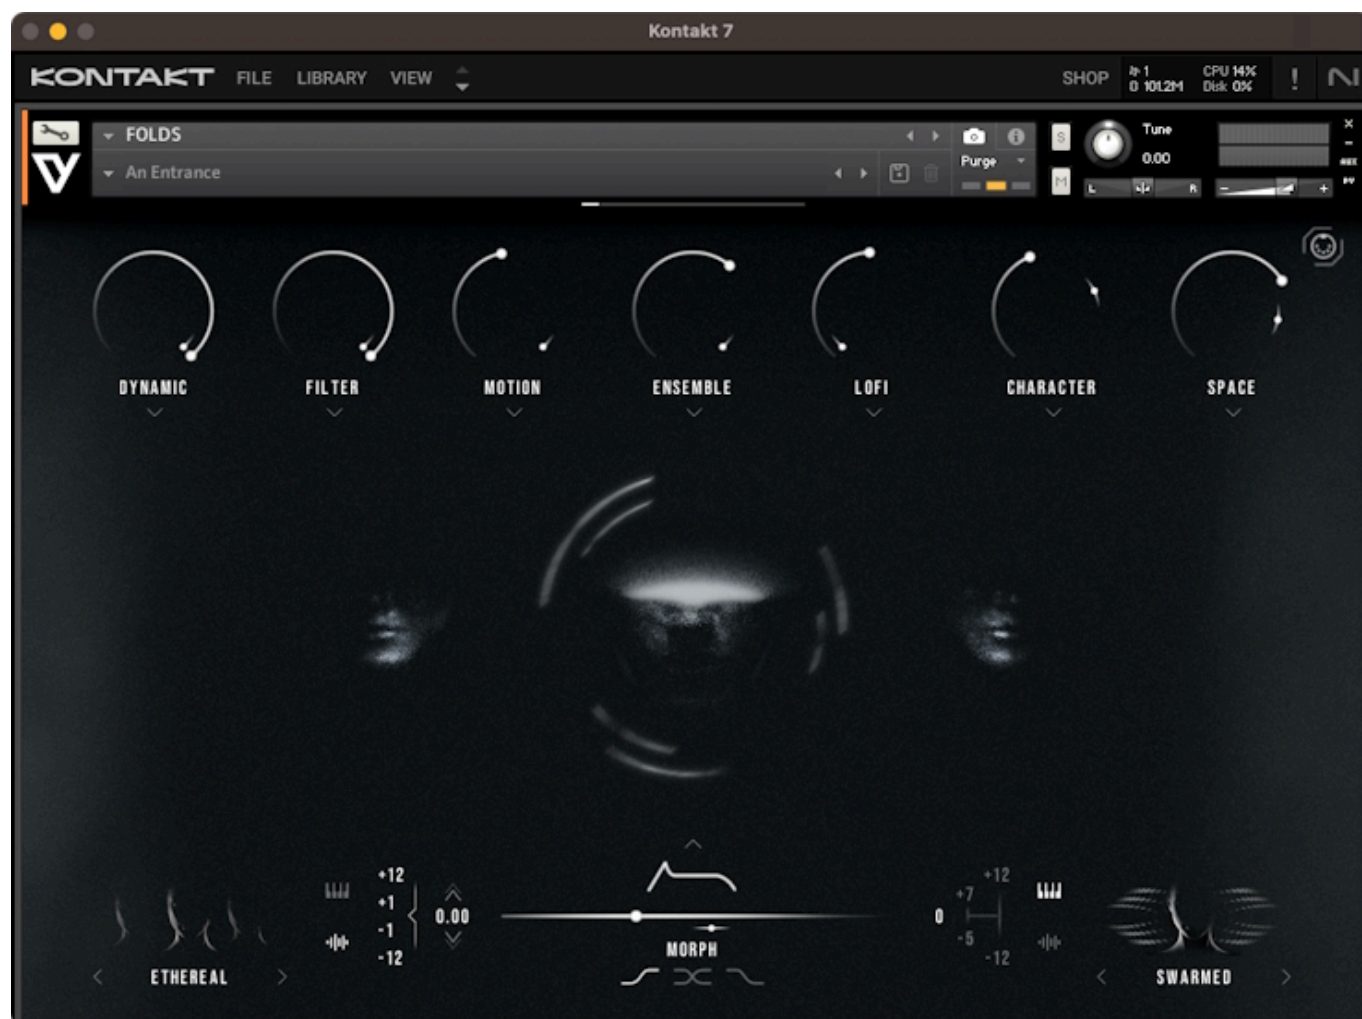 Kontakt 7
KONTAKT FILE LIBRARY VIEW SHOP 1 CPU 14%
0 101.2M Disk 0%
FOLDS
An Entrance
Purge
S
M
Tune
0.00
L R - +
×
-
AUX
PV
DYNAMIC FILTER MOTION ENSEMBLE LOFI CHARACTER SPACE
+12
+1
-1
-12
0.00
MORPH
0
+7
-5
+12
-12
ETHEREAL
SWARMED